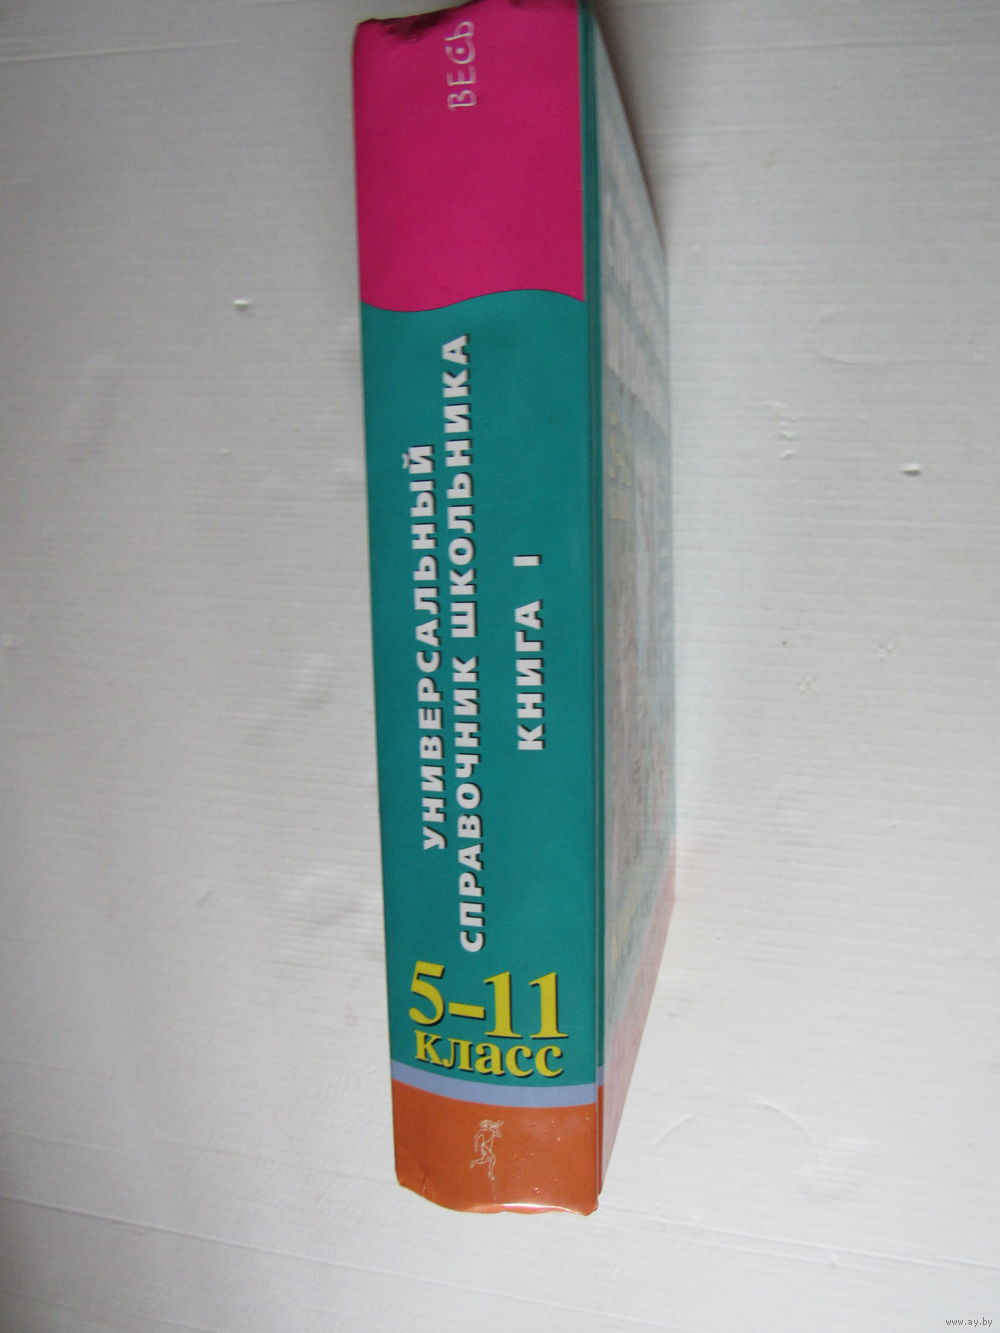 ВЕСЬ
УНИВЕРСАЛЬНЫЙ
СПРАВОЧНИК ШКОЛЬНИКА
КНИГА I
5–11
класс
www.ay.by